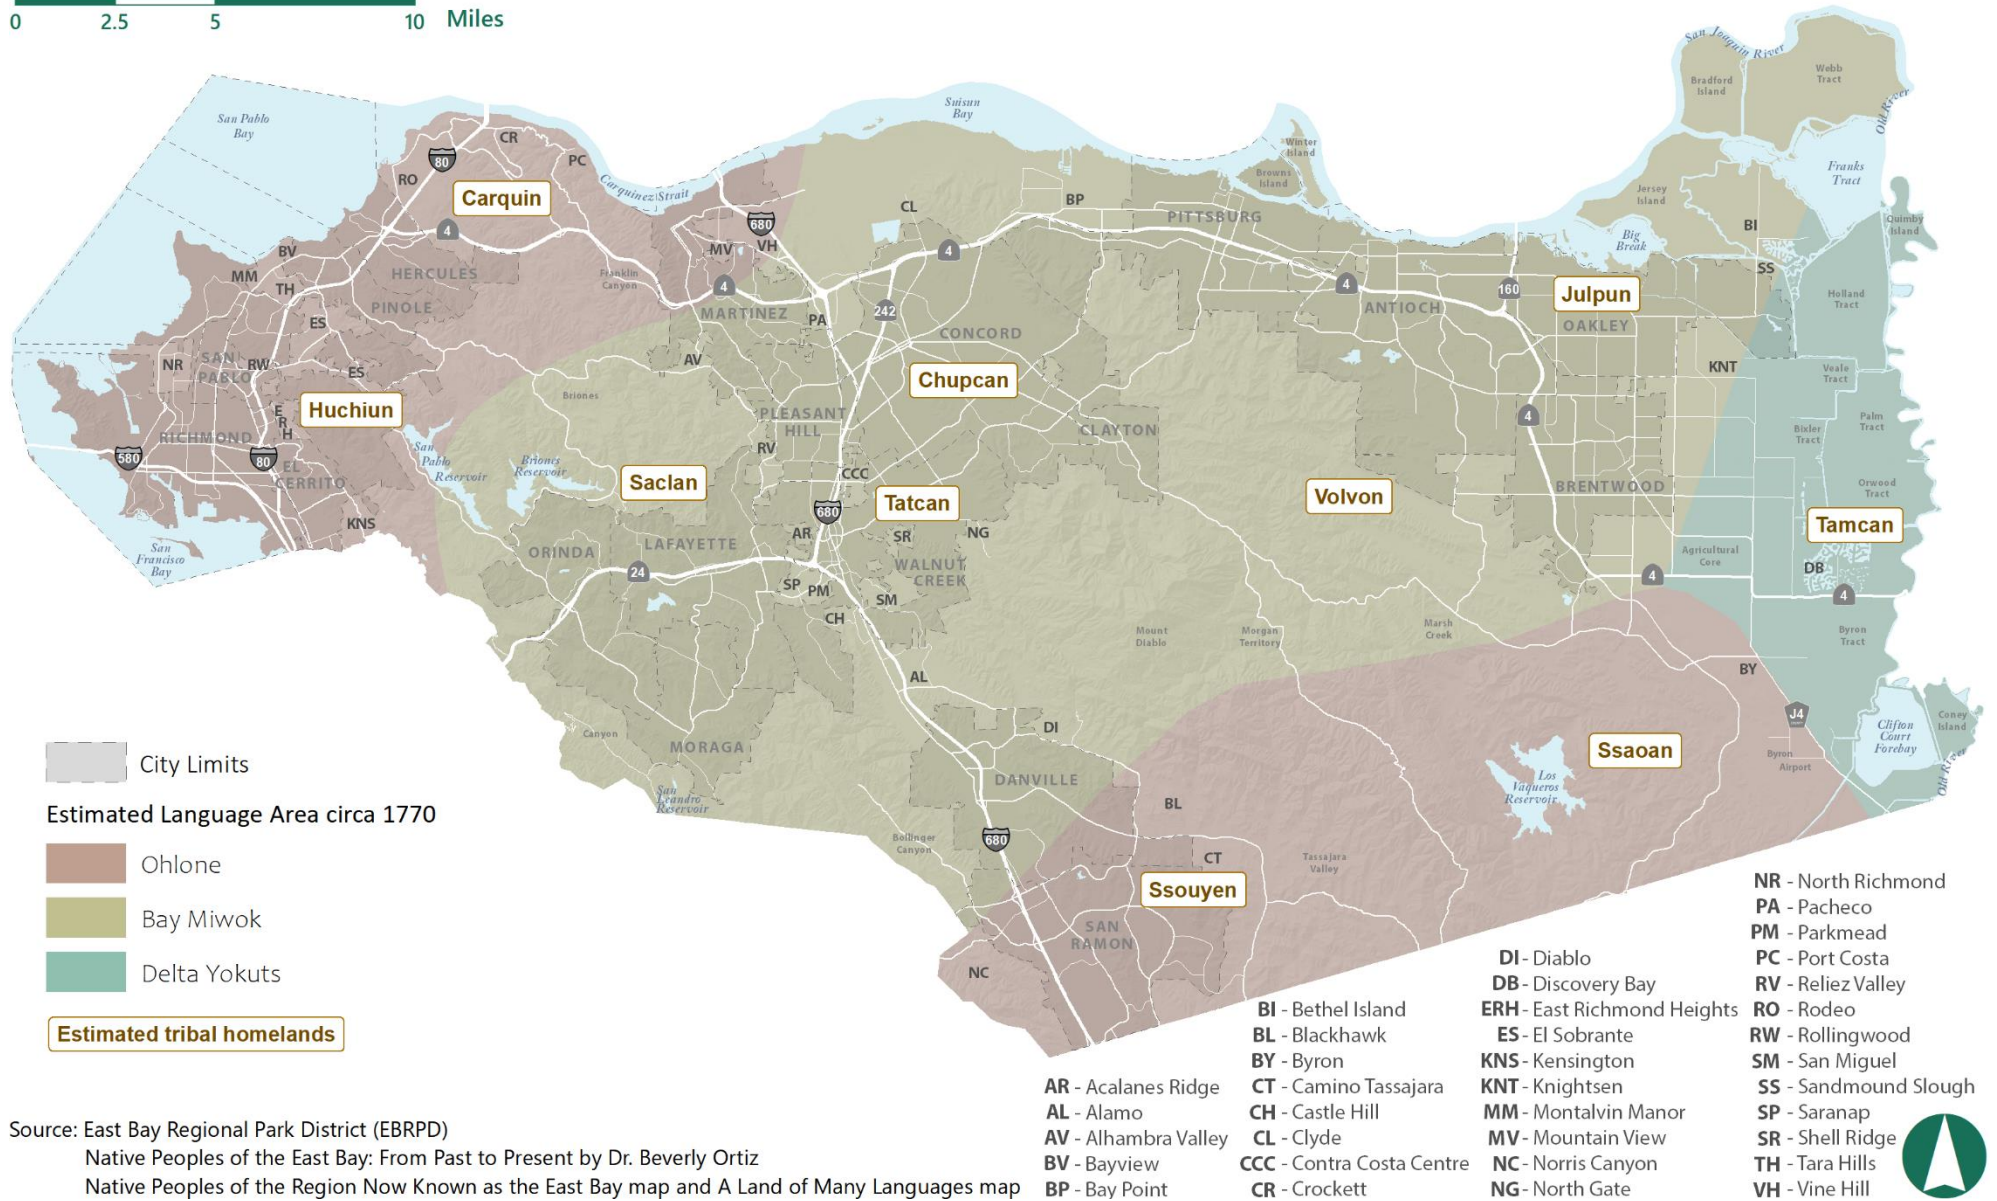 0 2.5 5 10 Miles
San Joaquin River
Webb Tract
Bradford Island
Old River
San Pablo Bay
Suisun Bay
CR
80
PC
RO
Carquinez Strait
Carquin
Winter Island
Browns Island
Franks Tract
Jersey Island
BP
CL
PITTSBURG
680
4
MV
VH
BI
Quimby Island
Big Break
BV
MM
TH
HERCULES
Franklin Canyon
4
4
SS
PINOLE
ES
MARTINEZ
PA
242
CONCORD
4
ANTIOCH
160
Julpun
OAKLEY
Holland Tract
NR
SAN PABLO
RW
ES
AV
KNT
Veale Tract
Huchiun
Briones
Chupcan
PLEASANT HILL
CLAYTON
4
Palm Tract
Bixler Tract
ERH
RICHMOND
580
80
EL CERRITO
San Pablo Reservoir
Briones Reservoir
RV
CCC
Saclan
Tatcan
Volvon
BRENTWOOD
Orwood Tract
Tamcan
KNS
680
AR
SR
NG
San Francisco Bay
ORINDA
LAFAYETTE
24
WALNUT CREEK
Agricultural Core
DB
4
4
SP
PM
SM
CH
Mount Diablo
Morgan Territory
Marsh Creek
Byron Tract
BY
AL
J4
Clifton Court Forebay
Coney Island
Old River
DI
Canyon
MORAGA
San Leandro Reservoir
DANVILLE
Ssaoan
Byron Airport
Los Vaqueros Reservoir
BL
680
Bollinger Canyon
CT
Tassajara Valley
Ssouyen
SAN RAMON
NC
City Limits
Estimated Language Area circa 1770
Ohlone
Bay Miwok
Delta Yokuts
Estimated tribal homelands
AR - Acalanes Ridge
AL - Alamo
AV - Alhambra Valley
BV - Bayview
BP - Bay Point
BI - Bethel Island
BL - Blackhawk
BY - Byron
CT - Camino Tassajara
CH - Castle Hill
CL - Clyde
CCC - Contra Costa Centre
CR - Crockett
DI - Diablo
DB - Discovery Bay
ERH - East Richmond Heights
ES - El Sobrante
KNS - Kensington
KNT - Knightsen
MM - Montalvin Manor
MV - Mountain View
NC - Norris Canyon
NG - North Gate
NR - North Richmond
PA - Pacheco
PM - Parkmead
PC - Port Costa
RV - Reliez Valley
RO - Rodeo
RW - Rollingwood
SM - San Miguel
SS - Sandmound Slough
SP - Saranap
SR - Shell Ridge
TH - Tara Hills
VH - Vine Hill
Source: East Bay Regional Park District (EBRPD)
Native Peoples of the East Bay: From Past to Present by Dr. Beverly Ortiz
Native Peoples of the Region Now Known as the East Bay map and A Land of Many Languages map